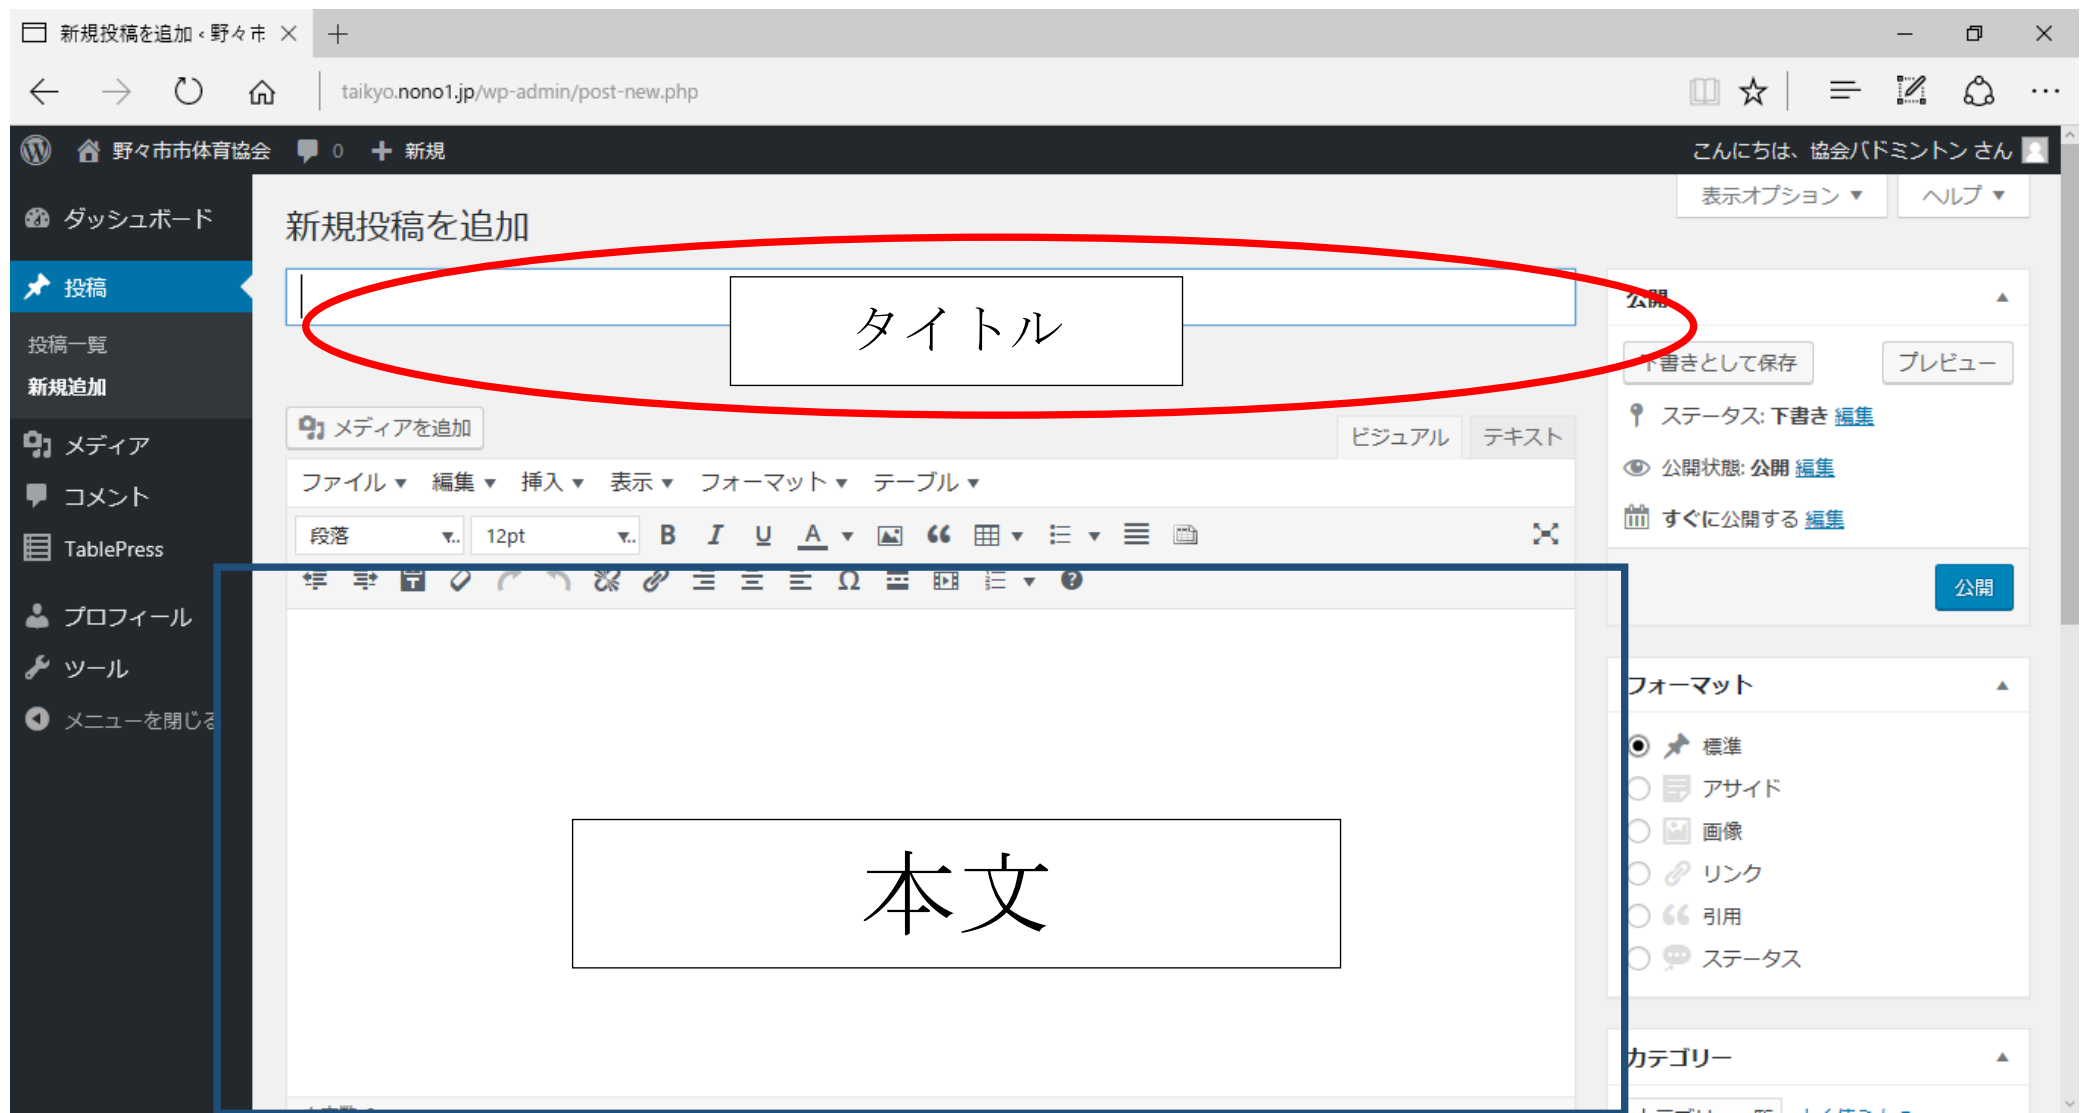 新規投稿を追加 ‹ 野々市
taikyo.nono1.jp/wp-admin/post-new.php
野々市市体育協会 0 新規 こんにちは、協会バドミントン さん
表示オプション ヘルプ
ダッシュボード
投稿
投稿一覧
新規追加
メディア
コメント
TablePress
プロフィール
ツール
メニューを閉じる
新規投稿を追加
タイトル
メディアを追加
ビジュアル テキスト
ファイル 編集 挿入 表示 フォーマット テーブル
段落 12pt B I U A
本文
公開
下書きとして保存 プレビュー
ステータス: 下書き 編集
公開状態: 公開 編集
すぐに公開する 編集
公開
フォーマット
標準
アサイド
画像
リンク
引用
ステータス
カテゴリー